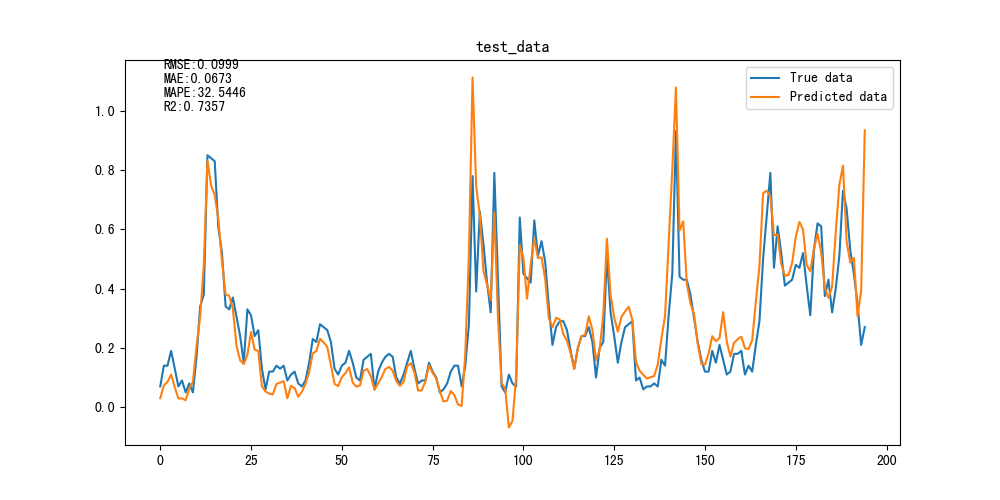 test_data
RMSE:0.0999
MAE:0.0673
MAPE:32.5446
R2:0.7357
True data
Predicted data
1.0
0.8
0.6
0.4
0.2
0.0
0 25 50 75 100 125 150 175 200